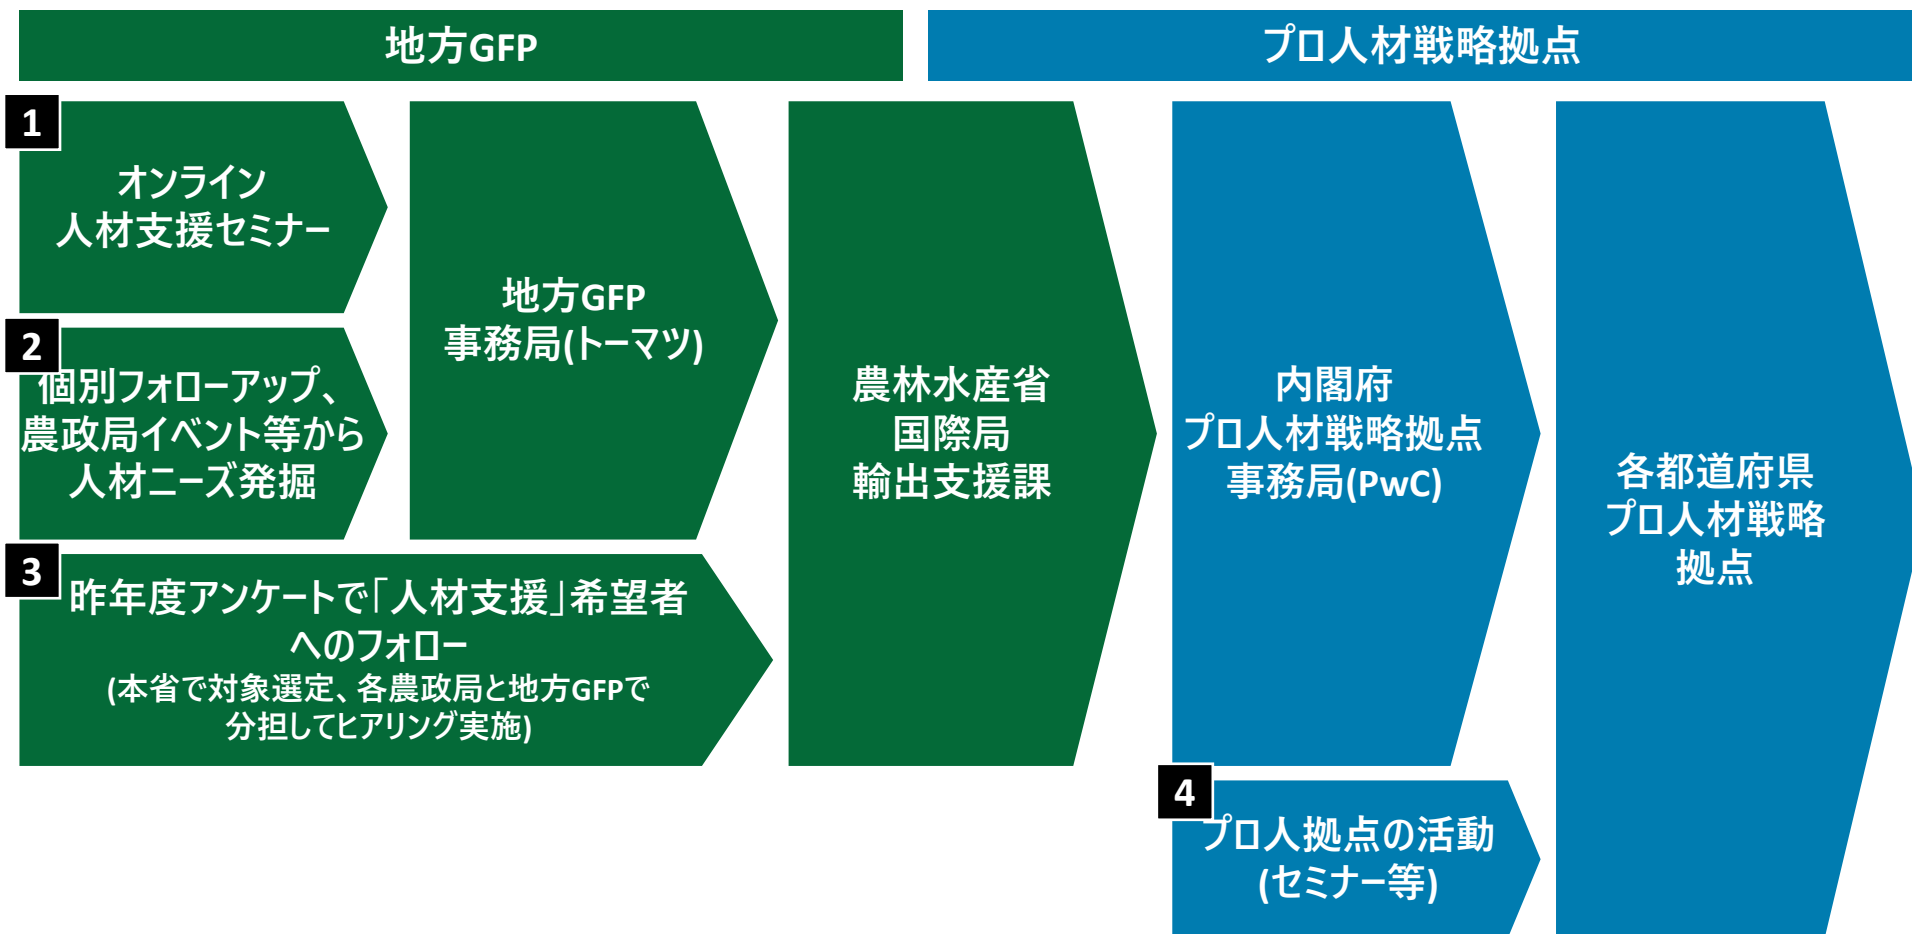 地方GFP
プロ人材戦略拠点
1
オンライン
人材支援セミナー
2
個別フォローアップ、
農政局イベント等から
人材ニーズ発掘
3
昨年度アンケートで「人材支援」希望者
へのフォロー
(本省で対象選定、各農政局と地方GFPで
分担してヒアリング実施)
地方GFP
事務局(トーマツ)
農林水産省
国際局
輸出支援課
内閣府
プロ人材戦略拠点
事務局(PwC)
4
プロ人拠点の活動
(セミナー等)
各都道府県
プロ人材戦略
拠点